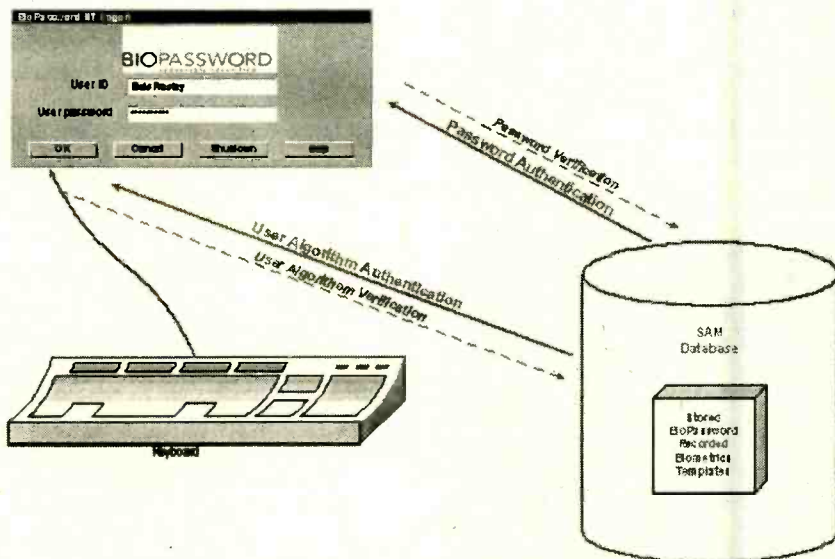 BioPassword NT Logon
BIOPASSWORD
User ID
User password
**********
OK
Cancel
Shutdown
Password Verification
Password Authentication
User Algorithm Authentication
User Algorithom Verification
SAM
Database
Stored
BioPassword
Recorded
Biometrics
Templates
Keyboard